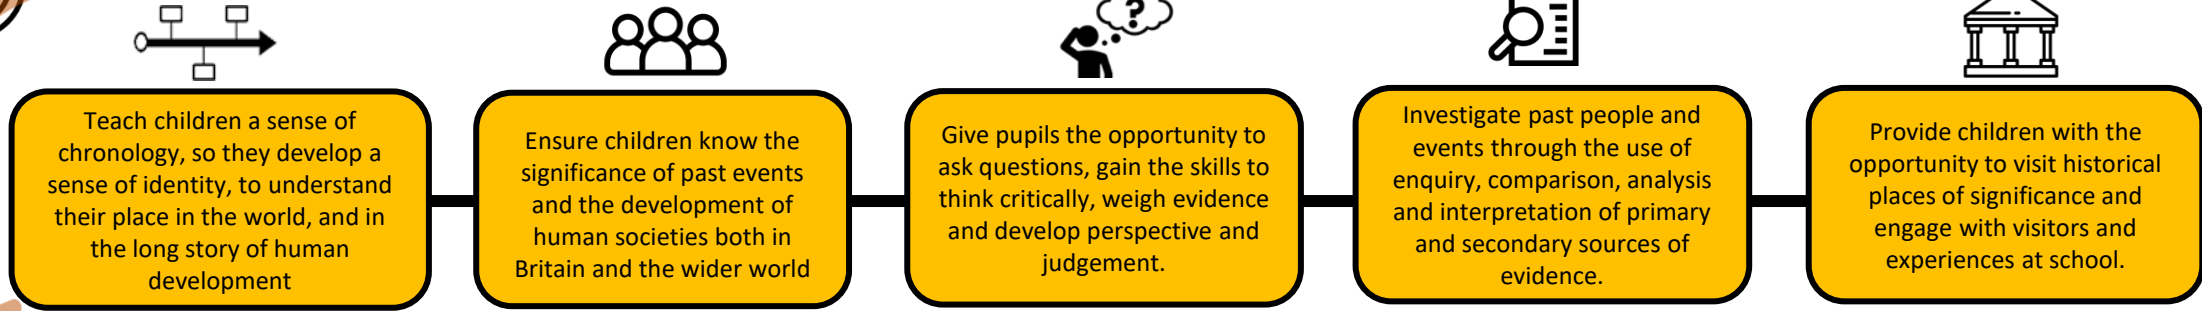 ?
Teach children a sense of
chronology, so they develop a
sense of identity, to understand
their place in the world, and in
the long story of human
development
Ensure children know the
significance of past events
and the development of
human societies both in
Britain and the wider world
Give pupils the opportunity to
ask questions, gain the skills to
think critically, weigh evidence
and develop perspective and
judgement.
Investigate past people and
events through the use of
enquiry, comparison, analysis
and interpretation of primary
and secondary sources of
evidence.
Provide children with the
opportunity to visit historical
places of significance and
engage with visitors and
experiences at school.